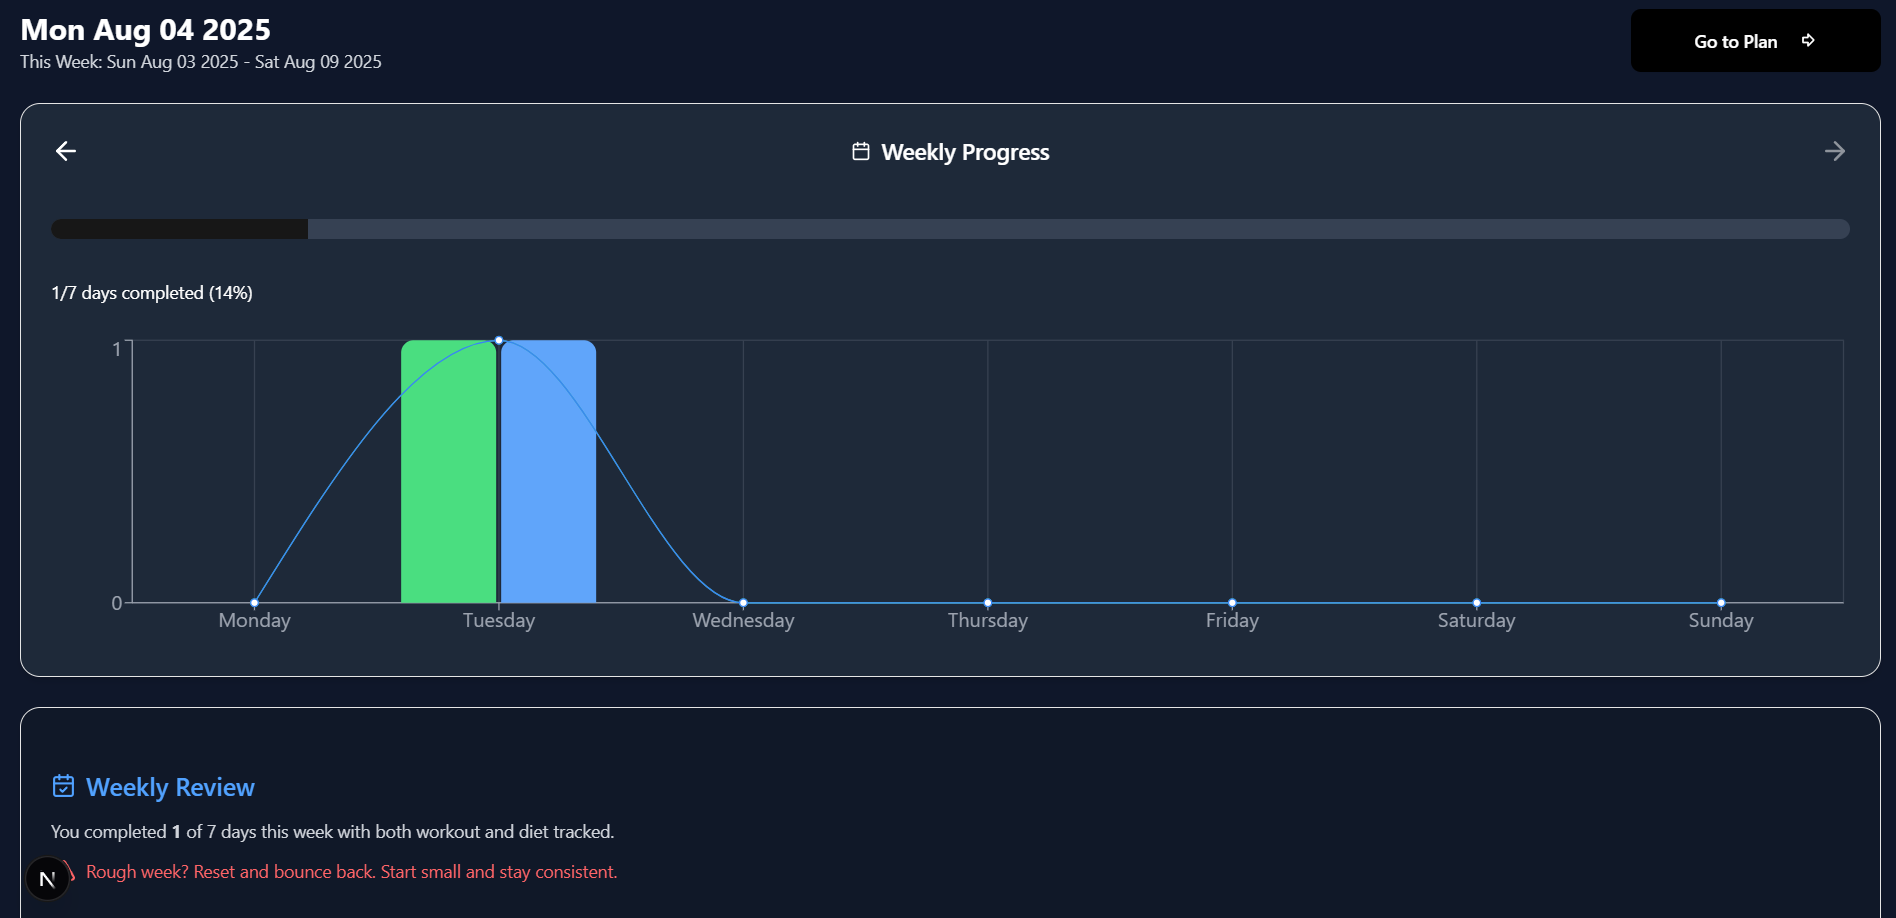 Mon Aug 04 2025
This Week: Sun Aug 03 2025 - Sat Aug 09 2025
Go to Plan
Weekly Progress
1/7 days completed (14%)
1
0
Monday Tuesday Wednesday Thursday Friday Saturday Sunday
Weekly Review
You completed 1 of 7 days this week with both workout and diet tracked.
Rough week? Reset and bounce back. Start small and stay consistent.
N